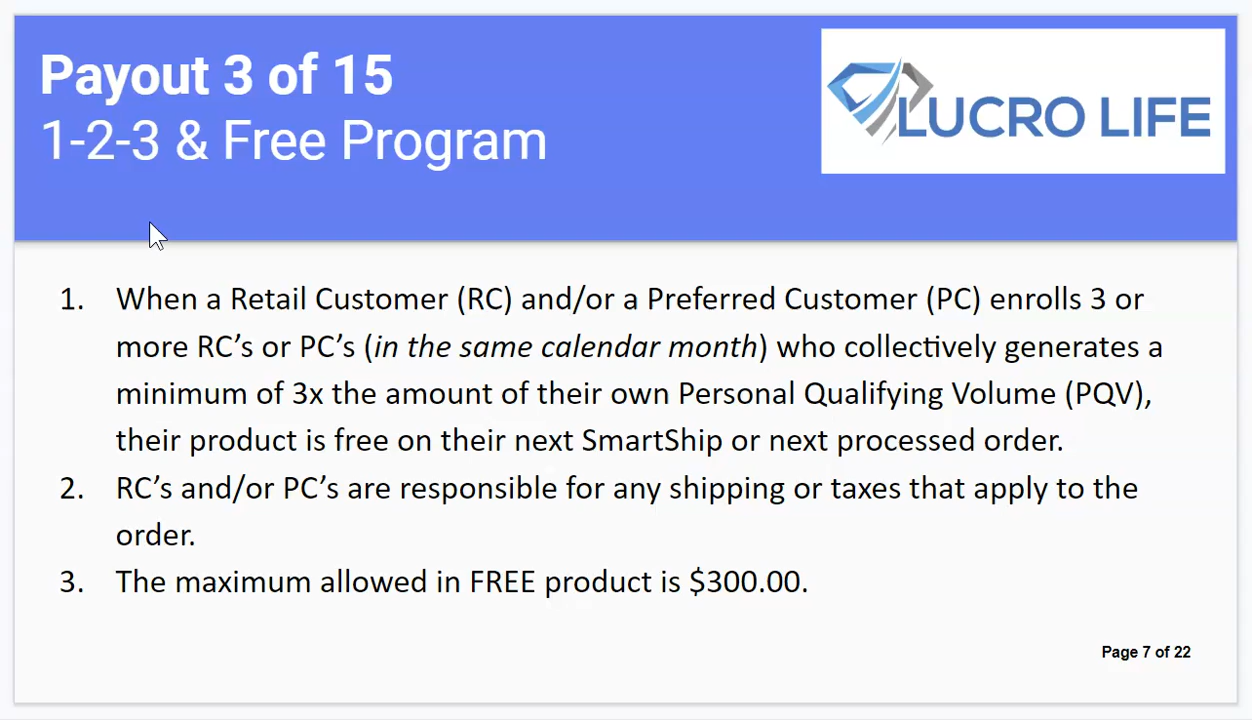 Payout 3 of 15
1-2-3 & Free Program
LUCRO LIFE
1. When a Retail Customer (RC) and/or a Preferred Customer (PC) enrolls 3 or
more RC’s or PC’s (in the same calendar month) who collectively generates a
minimum of 3x the amount of their own Personal Qualifying Volume (PQV),
their product is free on their next SmartShip or next processed order.
2. RC’s and/or PC’s are responsible for any shipping or taxes that apply to the
order.
3. The maximum allowed in FREE product is $300.00.
Page 7 of 22